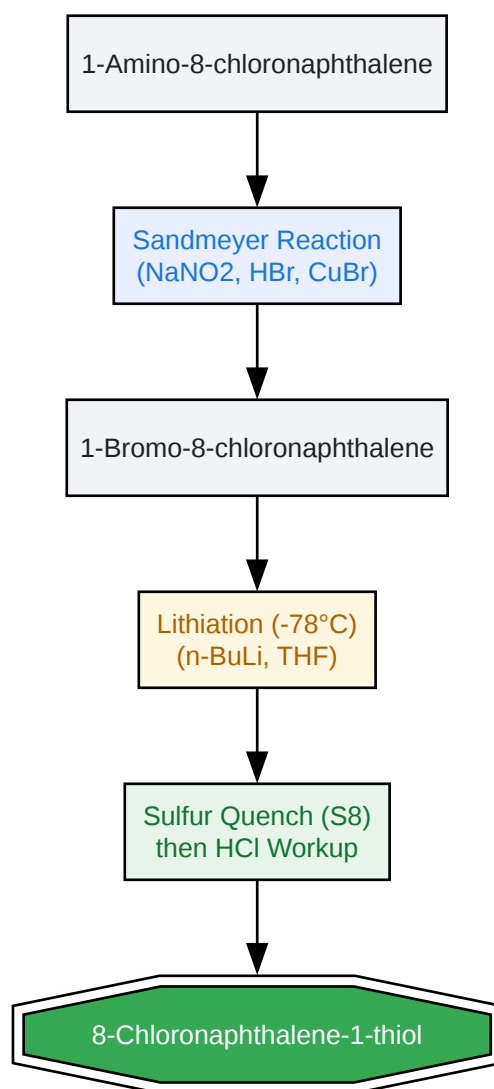 1-Amino-8-chloronaphthalene
Sandmeyer Reaction
(NaNO2, HBr, CuBr)
1-Bromo-8-chloronaphthalene
Lithiation (-78°C)
(n-BuLi, THF)
Sulfur Quench (S8)
then HCl Workup
8-Chloronaphthalene-1-thiol